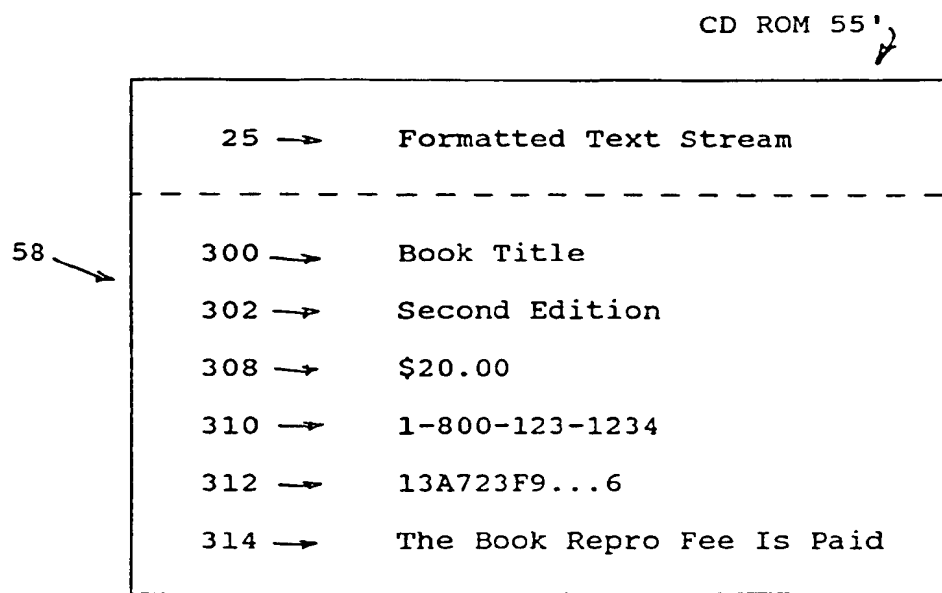 CD ROM 55'
25 Formatted Text Stream
58
300 Book Title
302 Second Edition
308 $20.00
310 1-800-123-1234
312 13A723F9...6
314 The Book Repro Fee Is Paid